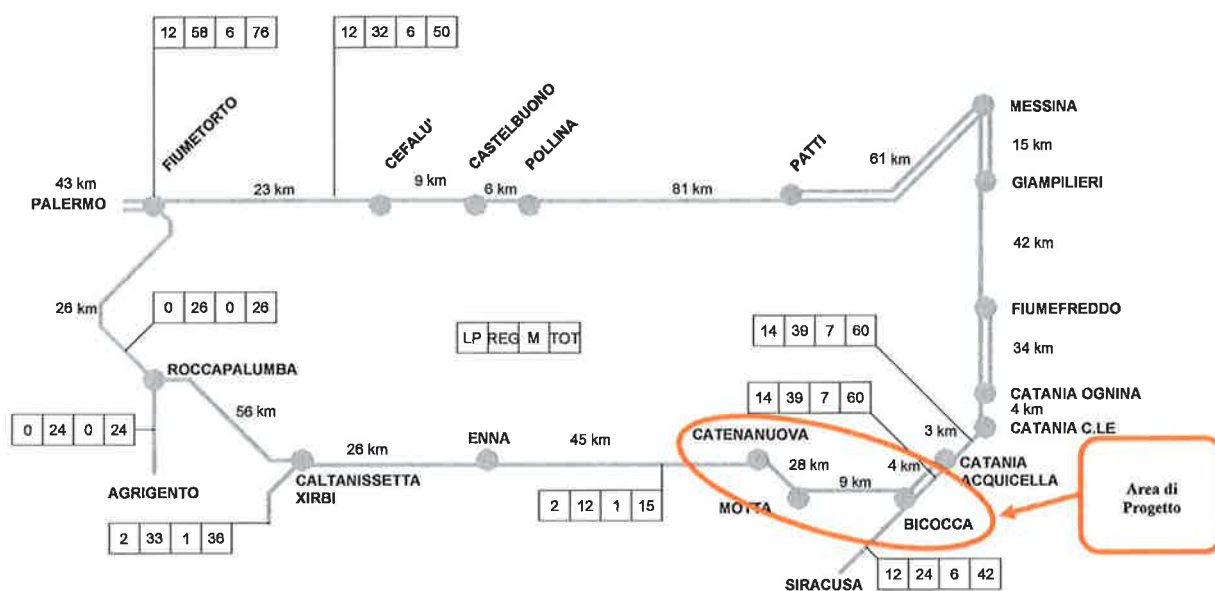 12 58 6 76
12 32 6 50
FIUMETORTO
CEFALU'
CASTELBUONO
POLLINA
PATTI
MESSINA
61 km
15 km
GIAMPILIERI
43 km
PALERMO
23 km
9 km
6 km
81 km
42 km
26 km
0 26 0 26
FIUMEFREDDO
LP REG M TOT
14 39 7 60
34 km
ROCCAPALUMBA
14 39 7 60
CATANIA OGNINA
4 km
56 km
0 24 0 24
CATENANUOVA
3 km
CATANIA C.LE
26 km
ENNA
45 km
28 km
4 km
CATANIA
ACQUICELLA
CALTANISSETTA
XIRBI
9 km
AGRIGENTO
MOTTA
BICOCCA
Area di
Progetto
2 12 1 15
2 33 1 36
SIRACUSA
12 24 6 42